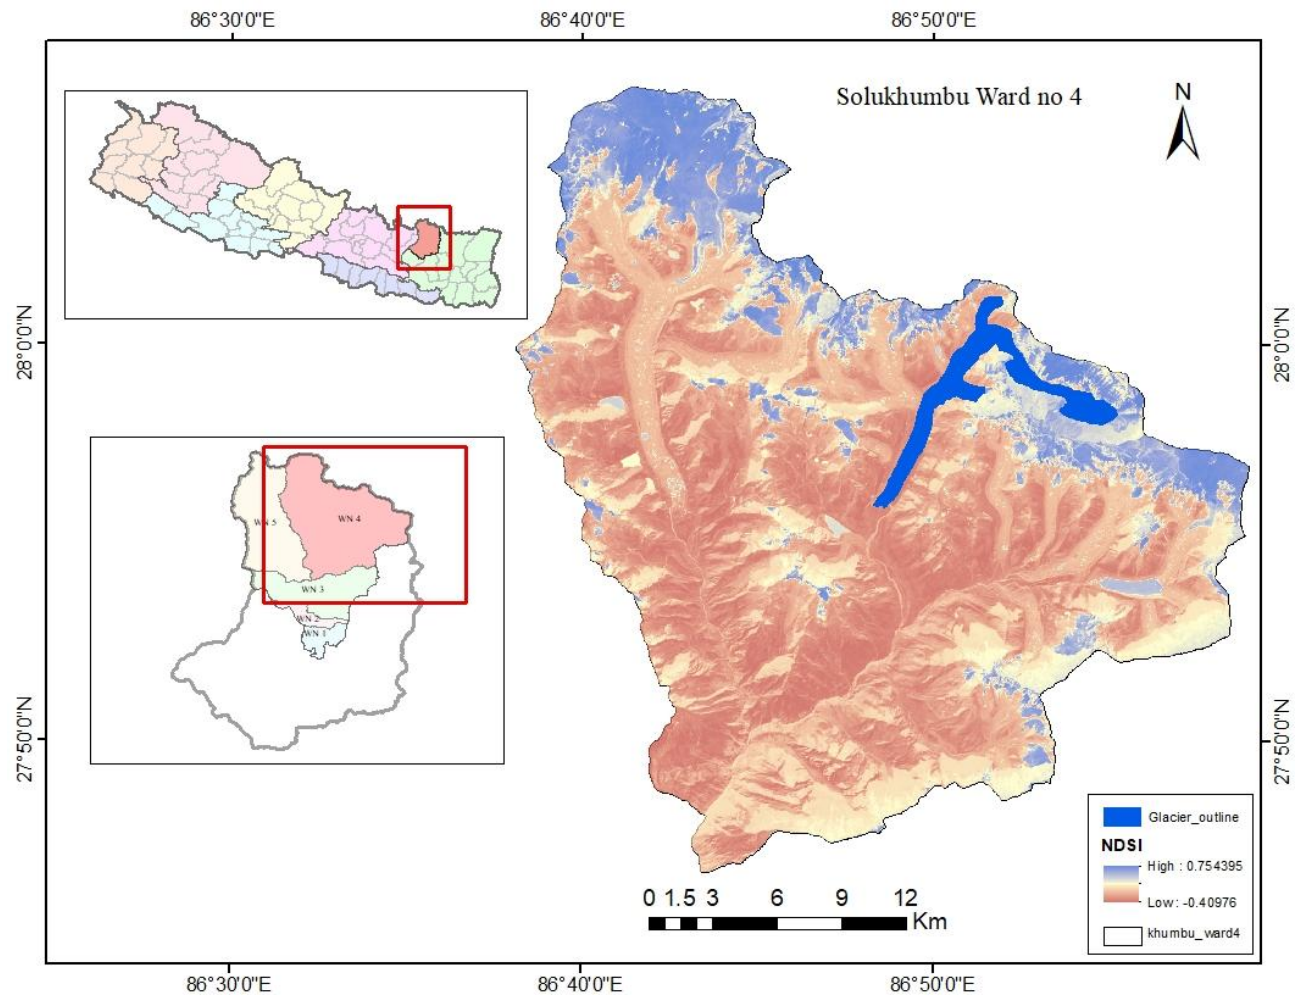 86°30'0"E
86°40'0"E
86°50'0"E
Solukhumbu Ward no 4
N
28°0'0"N
28°0'0"N
WN 5
WN 4
WN 3
WN 2
WN 1
27°50'0"N
27°50'0"N
Glacier_outline
NDSI
High : 0.754395
Low : -0.40976
khumbu_ward4
0 1.5 3 6 9 12
Km
86°30'0"E
86°40'0"E
86°50'0"E